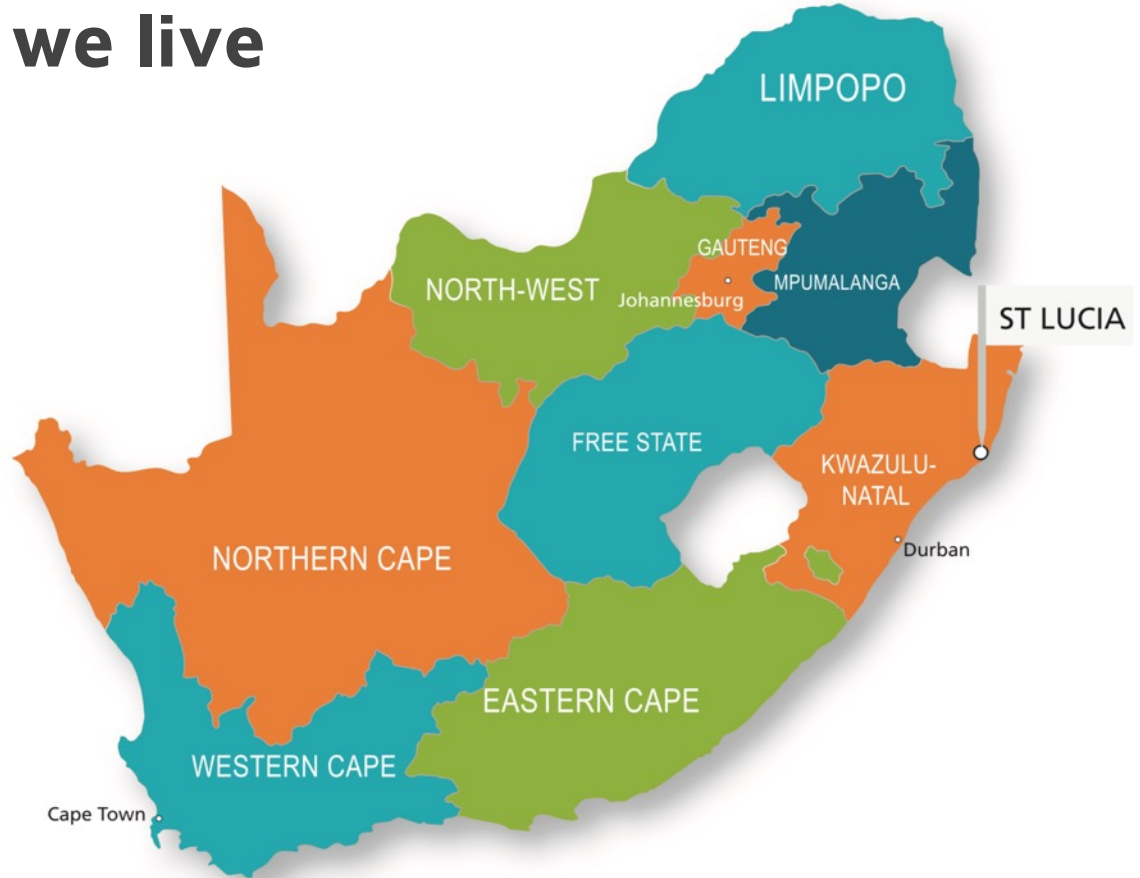 we live
LIMPOPO
GAUTENG
NORTH-WEST
MPUMALANGA
Johannesburg
ST LUCIA
FREE STATE
KWAZULU-
NATAL
NORTHERN CAPE
Durban
EASTERN CAPE
WESTERN CAPE
Cape Town